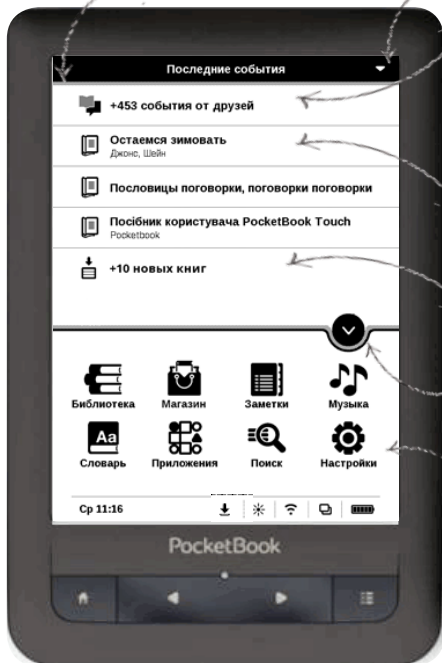 Последние события
+453 события от друзей
Остаемся зимовать
Джонс, Шейн
Пословицы поговорки, поговорки поговорки
Посібник користувача PocketBook Touch
Pocketbook
+10 новых книг
Библиотека Магазин Заметки Музыка
Aa
Словарь Приложения Поиск Настройки
Ср 11:16
PocketBook